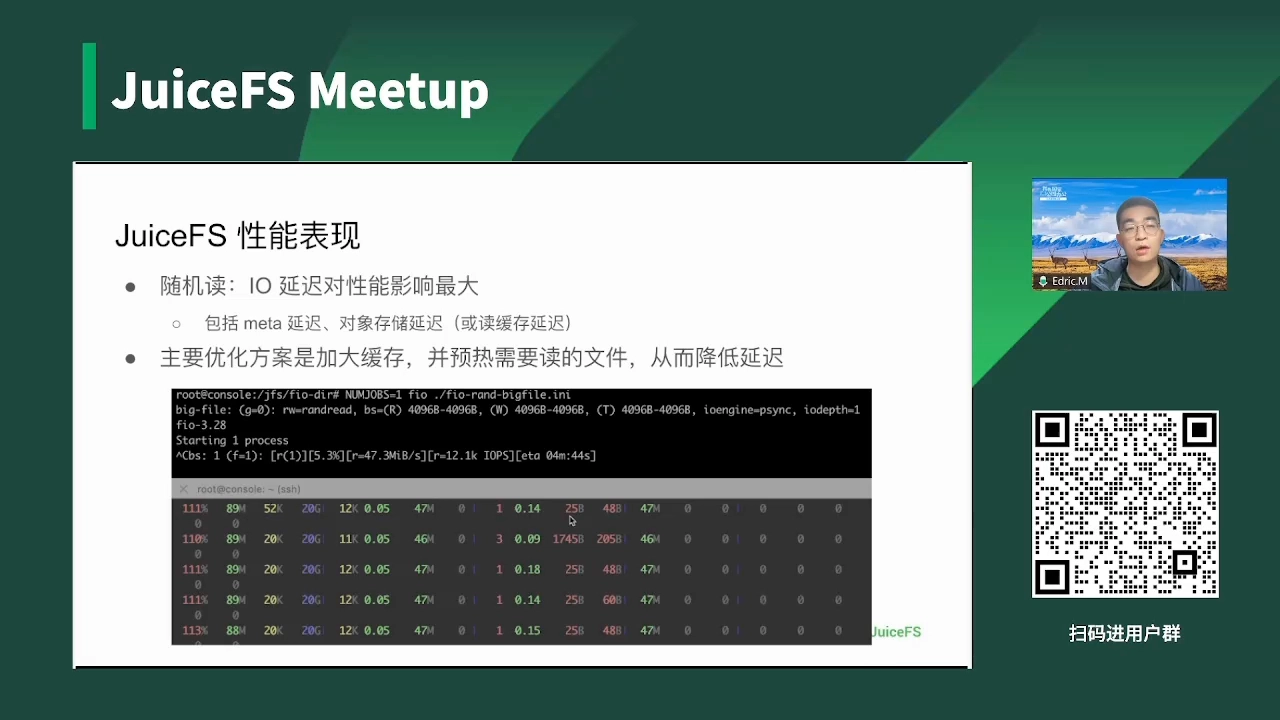 JuiceFS Meetup
JuiceFS 性能表现
● 随机读：IO 延迟对性能影响最大
○ 包括 meta 延迟、对象存储延迟（或读缓存延迟）
● 主要优化方案是加大缓存，并预热需要读的文件，从而降低延迟
root@console:/jfs/fio-dir# NUMJOBS=1 fio ./fio-rand-bigfile.ini
big-file: (g=0): rw=randread, bs=(R) 4096B-4096B, (W) 4096B-4096B, (T) 4096B-4096B, ioengine=psync, iodepth=1
fio-3.28
Starting 1 process
^Cbs: 1 (f=1): [r(1)][5.3%][r=47.3MiB/s][r=12.1k IOPS][eta 04m:44s]
root@console: ~ (ssh)
111% 89M 52K 20G| 12K 0.05 47M 0 | 1 0.14 25B 48B| 47M 0 0 | 0 0 0
0 0
110% 89M 20K 20G| 11K 0.05 46M 0 | 3 0.09 1745B 205B| 46M 0 0 | 0 0 0
0 0
111% 89M 20K 20G| 12K 0.05 47M 0 | 1 0.18 25B 48B| 47M 0 0 | 0 0 0
0 0
111% 89M 20K 20G| 12K 0.05 47M 0 | 1 0.14 25B 60B| 47M 0 0 | 0 0 0
0 0
113% 88M 20K 20G| 12K 0.05 47M 0 | 1 0.15 25B 48B| 47M 0 0 | 0 0 0
JuiceFS
Edric.M
扫码进用户群